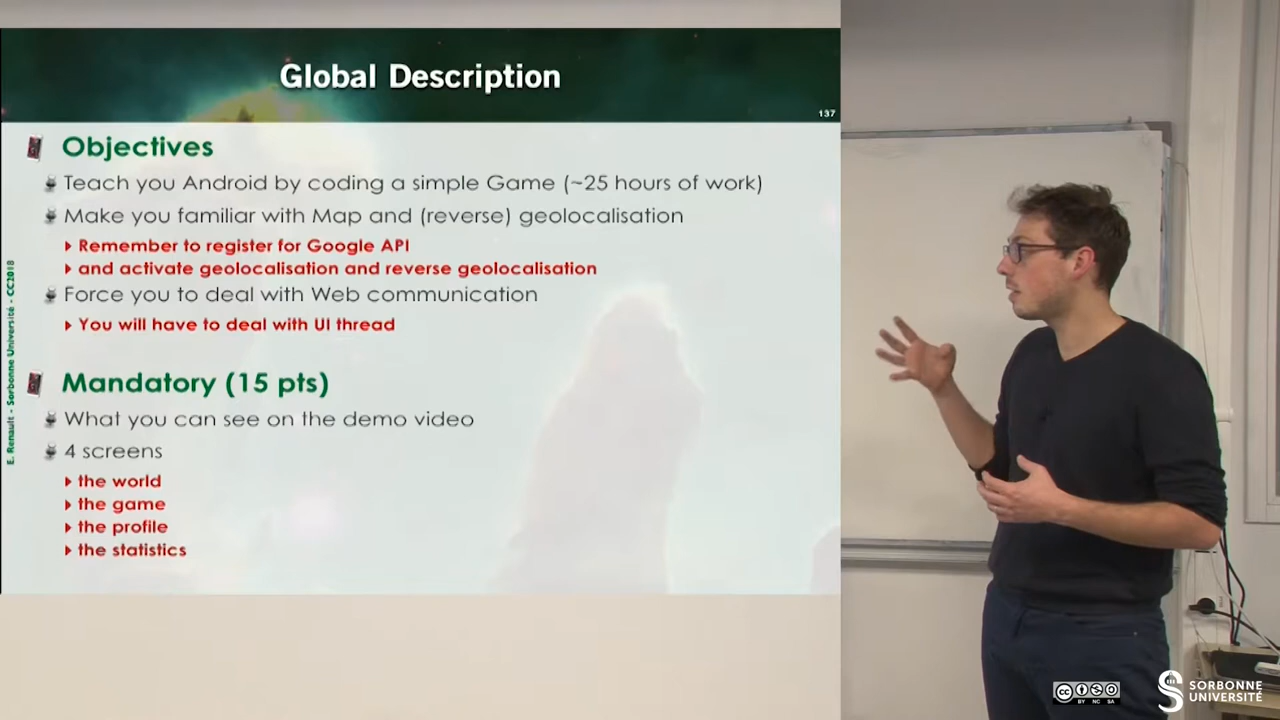 Global Description
137
Objectives
Teach you Android by coding a simple Game (~25 hours of work)
Make you familiar with Map and (reverse) geolocalisation
Remember to register for Google API
and activate geolocalisation and reverse geolocalisation
Force you to deal with Web communication
You will have to deal with UI thread
Mandatory (15 pts)
What you can see on the demo video
4 screens
the world
the game
the profile
the statistics
E. Renault - Sorbonne Université - CC2018
cc
BY NC SA
SORBONNE
UNIVERSITÉ